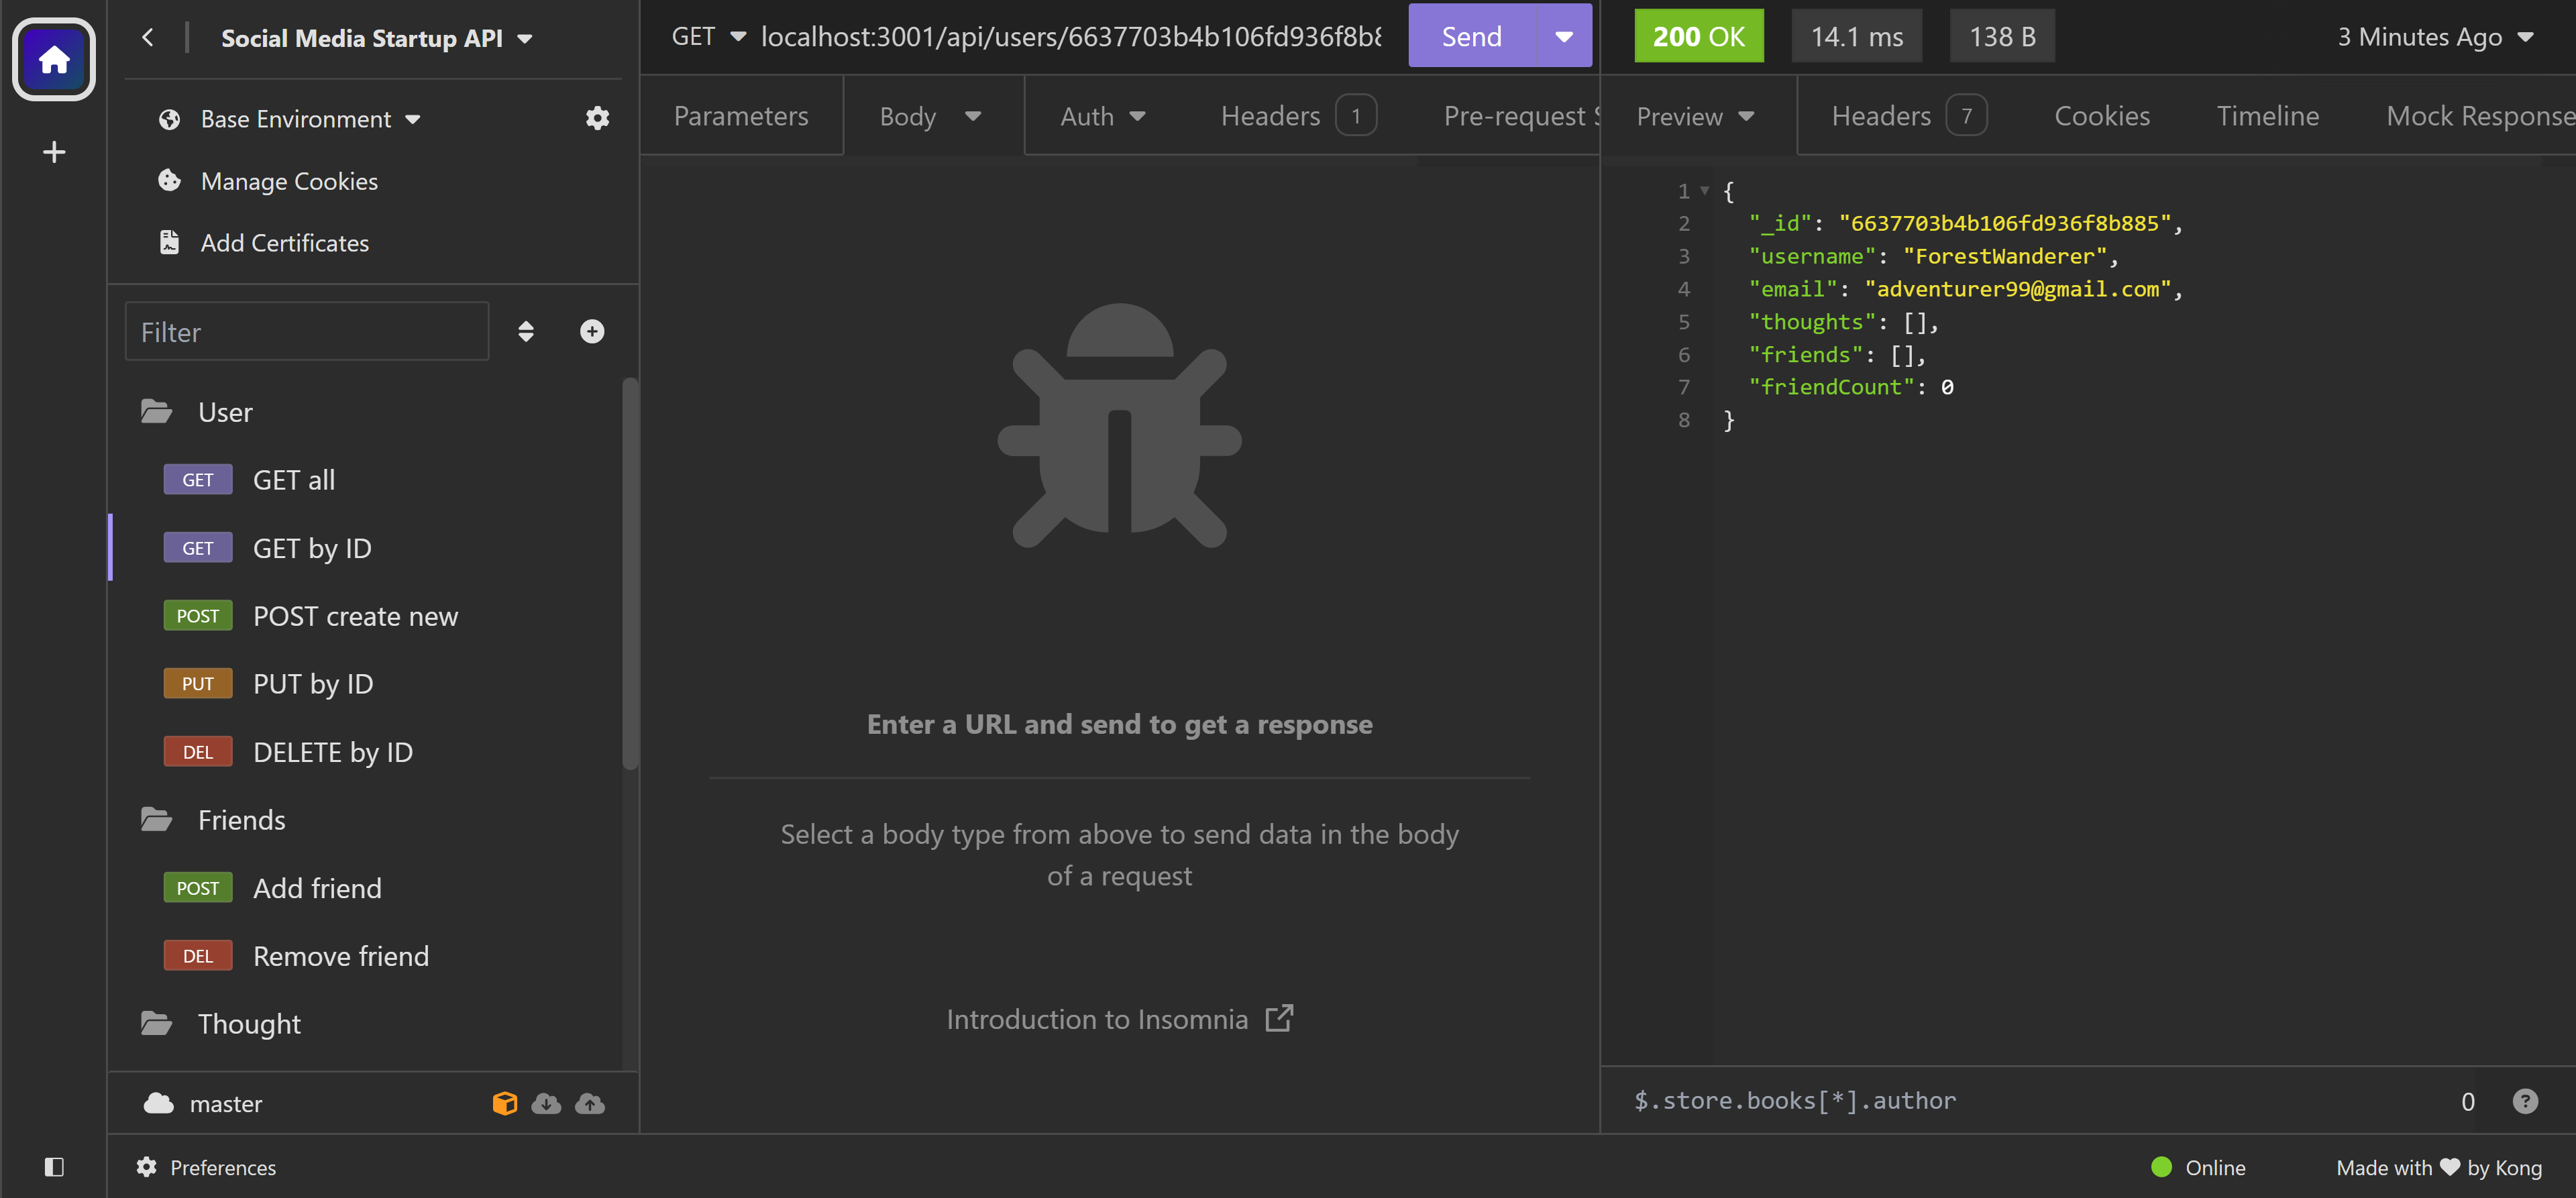 Social Media Startup API
Base Environment
Manage Cookies
Add Certificates
Filter
User
GET GET all
GET GET by ID
POST POST create new
PUT PUT by ID
DEL DELETE by ID
Friends
POST Add friend
DEL Remove friend
Thought
master
Preferences
GET localhost:3001/api/users/6637703b4b106fd936f8b8 Send
Parameters Body Auth Headers 1 Pre-request S
Enter a URL and send to get a response
Select a body type from above to send data in the body
of a request
Introduction to Insomnia
200 OK 14.1 ms 138 B 3 Minutes Ago
Preview Headers 7 Cookies Timeline Mock Response
1 {
2 "_id": "6637703b4b106fd936f8b885",
3 "username": "ForestWanderer",
4 "email": "adventurer99@gmail.com",
5 "thoughts": [],
6 "friends": [],
7 "friendCount": 0
8 }
$.store.books[*].author 0 ?
Online Made with ♥ by Kong